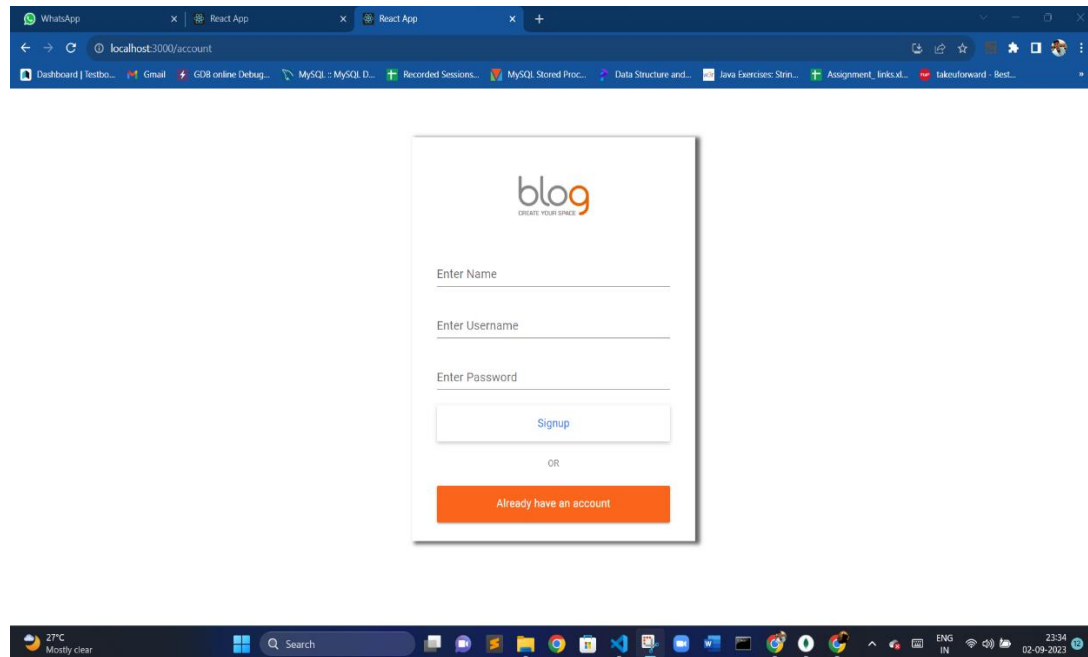 WhatsApp
React App
React App
localhost:3000/account
Dashboard | Testbo...
Gmail
GDB online Debug...
MySQL :: MySQL D...
Recorded Sessions...
MySQL Stored Proc...
Data Structure and...
Java Exercises: Strin...
Assignment_links.xl...
takeuforward - Best...
blog
CREATE YOUR SPACE
Enter Name
Enter Username
Enter Password
Signup
OR
Already have an account
27°C
Mostly clear
Search
ENG
IN
23:34
02-09-2023